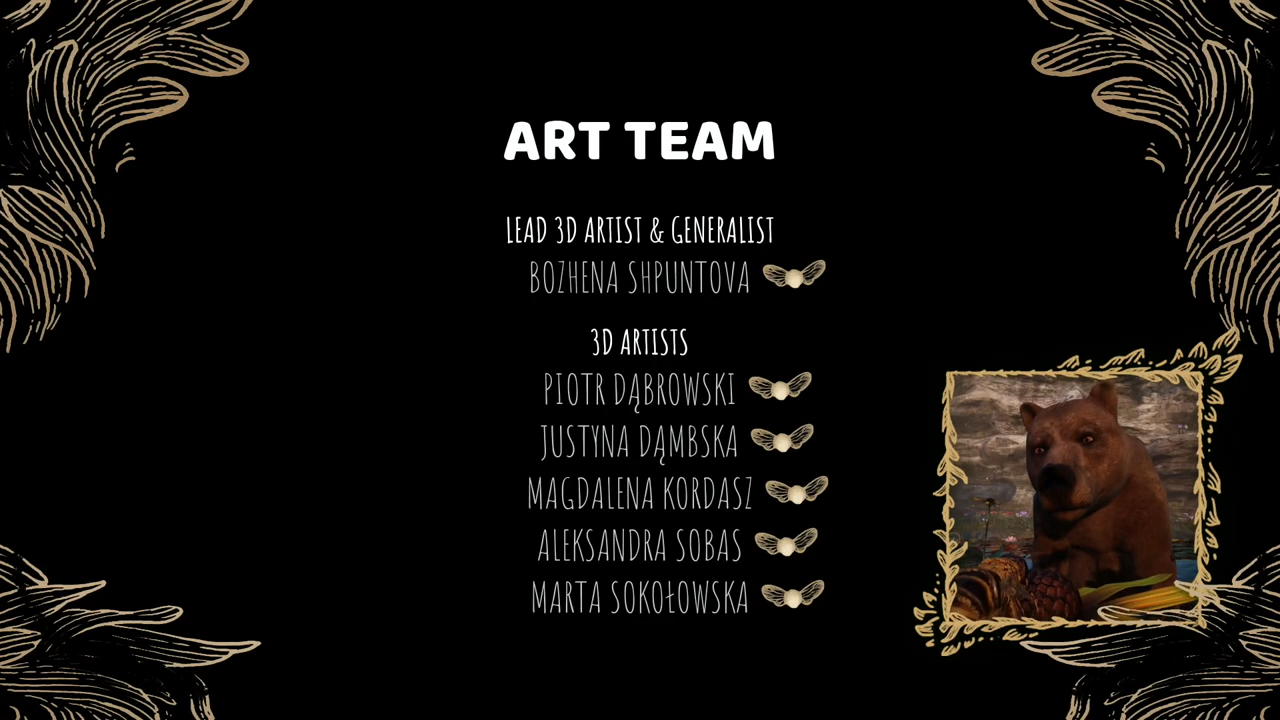 ART TEAM
LEAD 3D ARTIST & GENERALIST
BOZHENA SHPUNTOVA
3D ARTISTS
PIOTR DĄBROWSKI
JUSTYNA DĄMBSKA
MAGDALENA KORDASZ
ALEKSANDRA SOBAS
MARTA SOKOŁOWSKA